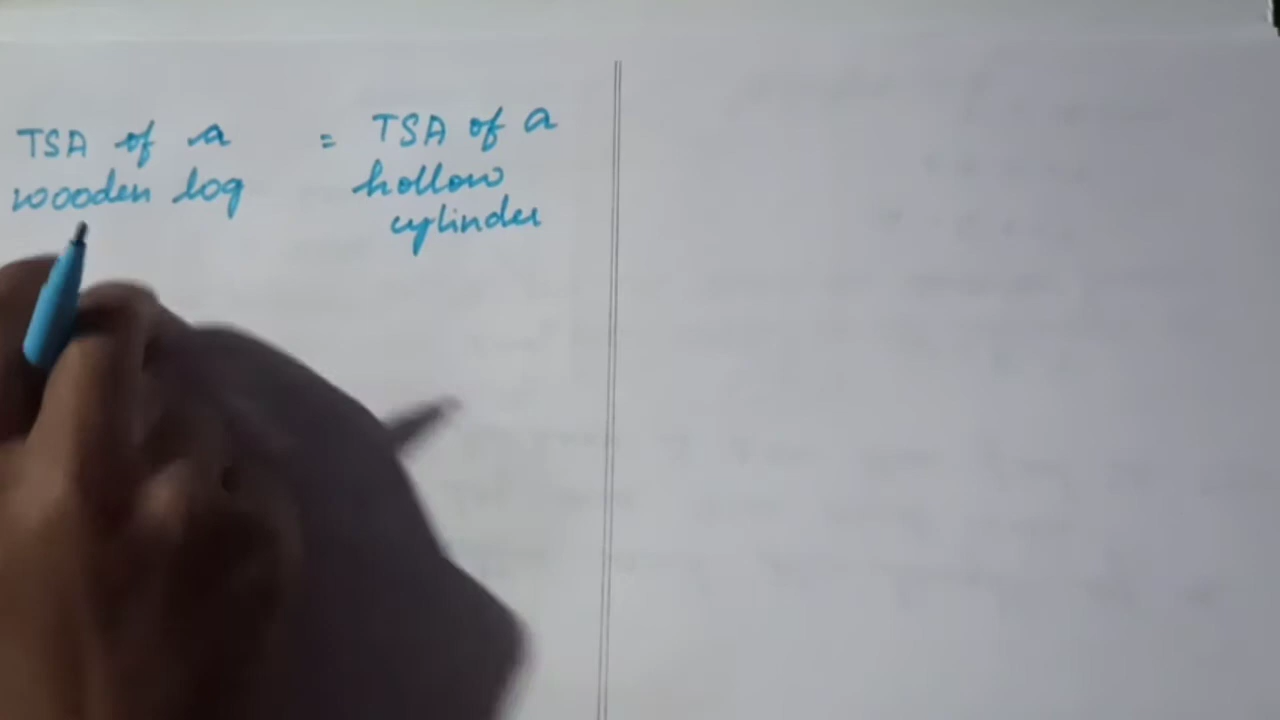 TSA of a = TSA of a
wooden log hollow
cylinder